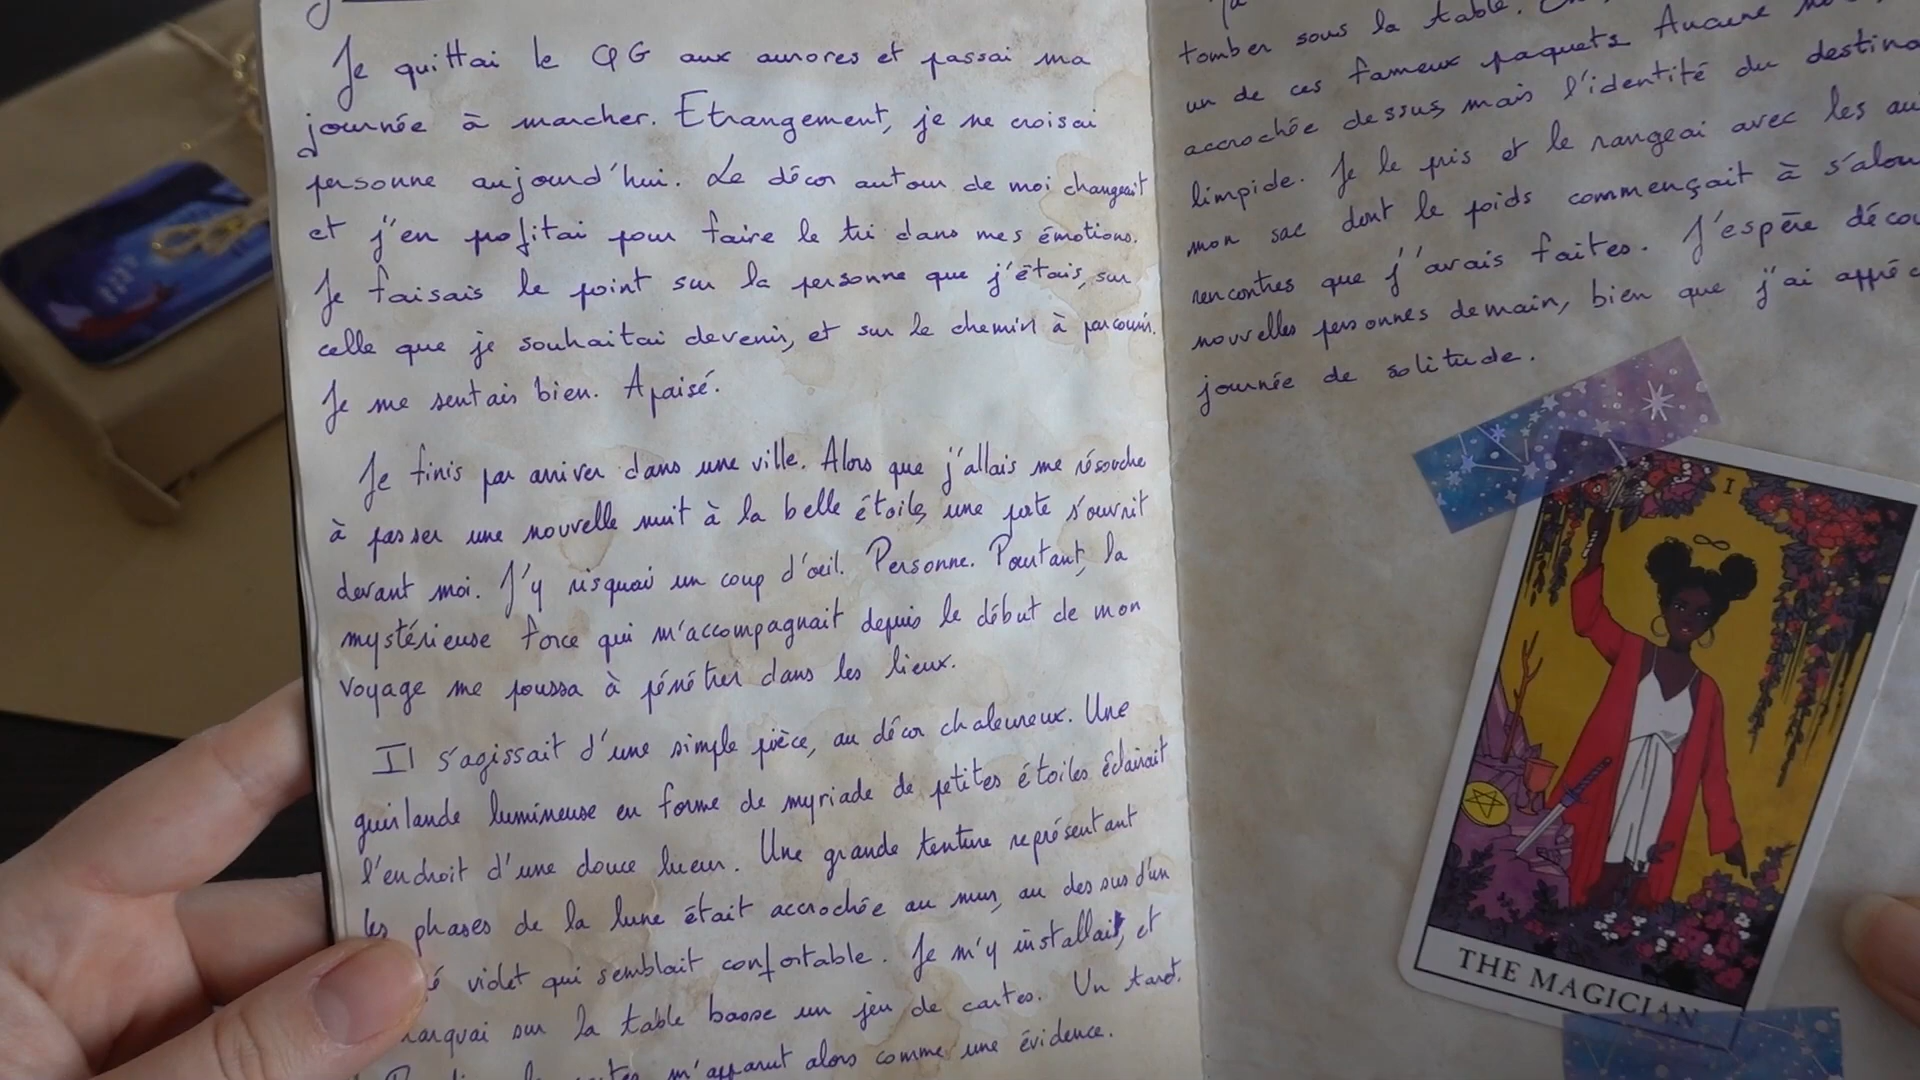 Je quittai le QG aux aurores et passai ma
journée à marcher. Etrangement, je ne croisai
personne aujourd'hui. Le décor autour de moi changeait
et j'en profitai pour faire le tri dans mes émotions.
Je faisais le point sur la personne que j'étais, sur
celle que je souhaitai devenir, et sur le chemin à parcourir.
Je me sentais bien. Apaisé.
Je finis par arriver dans une ville. Alors que j'allais me résoudre
à passer une nouvelle nuit à la belle étoile, une porte s'ouvrit
devant moi. J'y risquai un coup d'oeil. Personne. Pourtant, la
mystérieuse force qui m'accompagnait depuis le début de mon
voyage me poussa à pénétrer dans les lieux.
Il s'agissait d'une simple pièce, au décor chaleureux. Une
guirlande lumineuse en forme de myriade de petites étoiles éclairait
l'endroit d'une douce lueur. Une grande tenture représentant
les phases de la lune était accrochée au mur, au dessus d'un
violet qui semblait confortable. Je m'y installai, et
sur la table basse un jeu de cartes. Un tarot.
m'apparut alors comme une évidence.
tomber sous la table.
un de ces fameux paquets Aucune
accrochée dessus mais l'identité du
limpide. Je le pris et le rangeai avec les
mon sac dont le poids commençait à
rencontres que j'avais faites. J'espère
nouvelles personnes demain, bien que j'ai
journée de solitude.
I
THE MAGICIAN